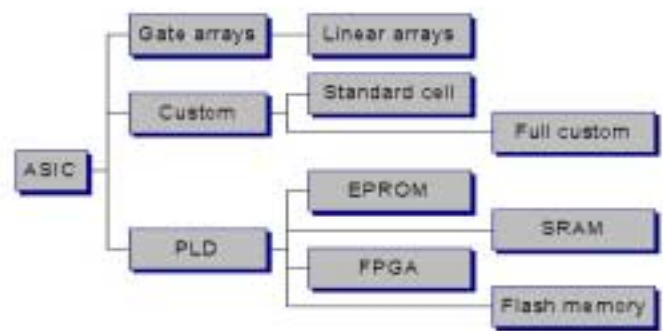 Gate arrays
Linear arrays
Standard cell
Custom
Full custom
ASIC
EPROM
SRAM
PLD
FPGA
Flash memory